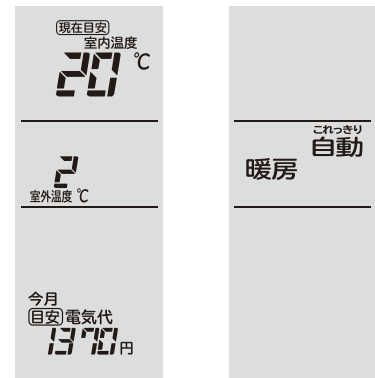 現在目安
室内温度
20 ℃
2
室外温度 ℃
今月
目安 電気代
1370円
これっきり
自動
暖房